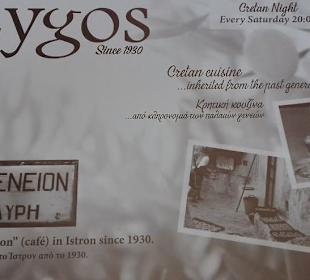 ygos
Since 1930
Cretan Night
Every Saturday 20:0
Cretan cuisine
...inherited from the past gener
Κρητική κουζίνα
...από κληρονομιά των παλαιών γενεών
ΕΝΕΙΟΝ
ΑΥΡΗ
on" (café) in Istron since 1930.
το Ίστρον από το 1930.